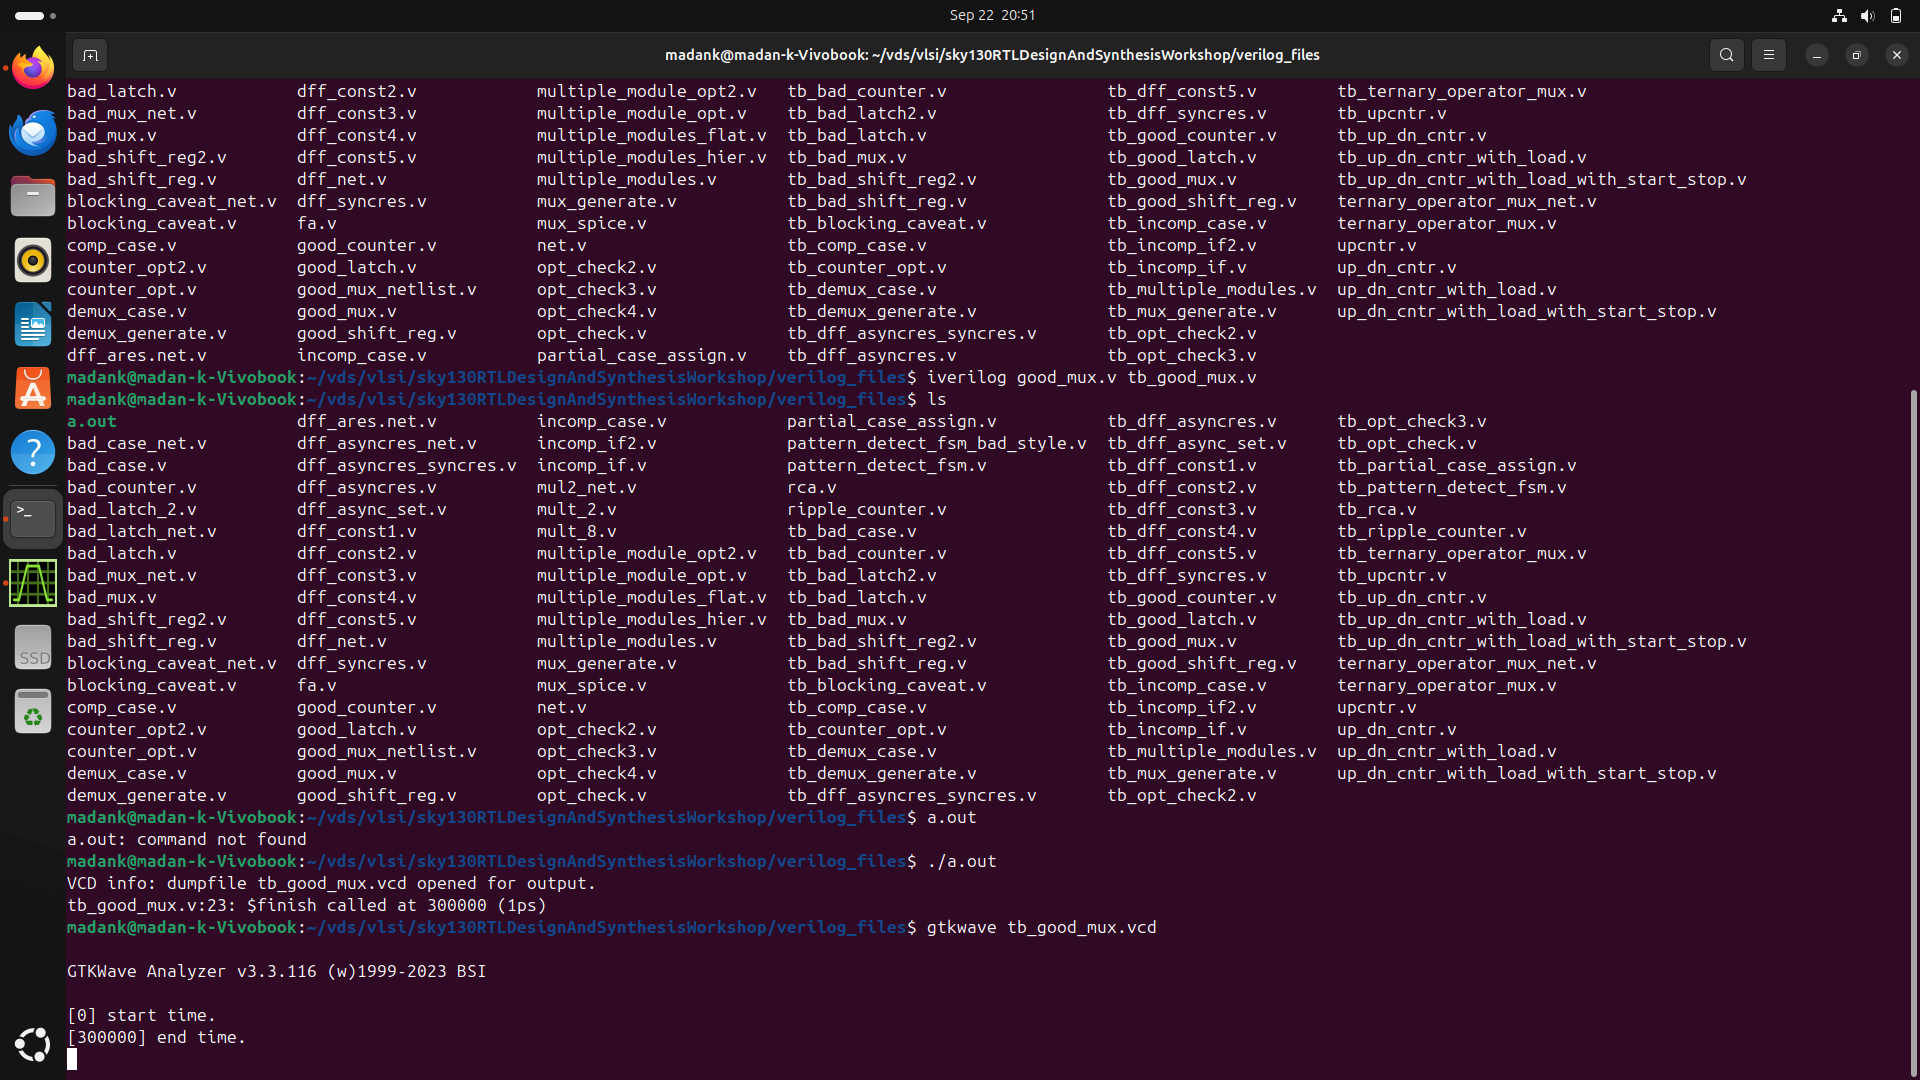 Sep 22 20:51
madank@madan-k-Vivobook: ~/vds/vlsi/sky130RTLDesignAndSynthesisWorkshop/verilog_files
bad_latch.v dff_const2.v multiple_module_opt2.v tb_bad_counter.v tb_dff_const5.v tb_ternary_operator_mux.v
bad_mux_net.v dff_const3.v multiple_module_opt.v tb_bad_latch2.v tb_dff_syncres.v tb_upcntr.v
bad_mux.v dff_const4.v multiple_modules_flat.v tb_bad_latch.v tb_good_counter.v tb_up_dn_cntr.v
bad_shift_reg2.v dff_const5.v multiple_modules_hier.v tb_bad_mux.v tb_good_latch.v tb_up_dn_cntr_with_load.v
bad_shift_reg.v dff_net.v multiple_modules.v tb_bad_shift_reg2.v tb_good_mux.v tb_up_dn_cntr_with_load_with_start_stop.v
blocking_caveat_net.v dff_syncres.v mux_generate.v tb_bad_shift_reg.v tb_good_shift_reg.v ternary_operator_mux_net.v
blocking_caveat.v fa.v mux_spice.v tb_blocking_caveat.v tb_incomp_case.v ternary_operator_mux.v
comp_case.v good_counter.v net.v tb_comp_case.v tb_incomp_if2.v upcntr.v
counter_opt2.v good_latch.v opt_check2.v tb_counter_opt.v tb_incomp_if.v up_dn_cntr.v
counter_opt.v good_mux_netlist.v opt_check3.v tb_demux_case.v tb_multiple_modules.v up_dn_cntr_with_load.v
demux_case.v good_mux.v opt_check4.v tb_demux_generate.v tb_mux_generate.v up_dn_cntr_with_load_with_start_stop.v
demux_generate.v good_shift_reg.v opt_check.v tb_dff_asyncres_syncres.v tb_opt_check2.v
dff_ares.net.v incomp_case.v partial_case_assign.v tb_dff_asyncres.v tb_opt_check3.v
madank@madan-k-Vivobook:~/vds/vlsi/sky130RTLDesignAndSynthesisWorkshop/verilog_files$ iverilog good_mux.v tb_good_mux.v
madank@madan-k-Vivobook:~/vds/vlsi/sky130RTLDesignAndSynthesisWorkshop/verilog_files$ ls
a.out dff_ares.net.v incomp_case.v partial_case_assign.v tb_dff_asyncres.v tb_opt_check3.v
bad_case_net.v dff_asyncres_net.v incomp_if2.v pattern_detect_fsm_bad_style.v tb_dff_async_set.v tb_opt_check.v
bad_case.v dff_asyncres_syncres.v incomp_if.v pattern_detect_fsm.v tb_dff_const1.v tb_partial_case_assign.v
bad_counter.v dff_asyncres.v mul2_net.v rca.v tb_dff_const2.v tb_pattern_detect_fsm.v
bad_latch_2.v dff_async_set.v mult_2.v ripple_counter.v tb_dff_const3.v tb_rca.v
bad_latch_net.v dff_const1.v mult_8.v tb_bad_case.v tb_dff_const4.v tb_ripple_counter.v
bad_latch.v dff_const2.v multiple_module_opt2.v tb_bad_counter.v tb_dff_const5.v tb_ternary_operator_mux.v
bad_mux_net.v dff_const3.v multiple_module_opt.v tb_bad_latch2.v tb_dff_syncres.v tb_upcntr.v
bad_mux.v dff_const4.v multiple_modules_flat.v tb_bad_latch.v tb_good_counter.v tb_up_dn_cntr.v
bad_shift_reg2.v dff_const5.v multiple_modules_hier.v tb_bad_mux.v tb_good_latch.v tb_up_dn_cntr_with_load.v
bad_shift_reg.v dff_net.v multiple_modules.v tb_bad_shift_reg2.v tb_good_mux.v tb_up_dn_cntr_with_load_with_start_stop.v
blocking_caveat_net.v dff_syncres.v mux_generate.v tb_bad_shift_reg.v tb_good_shift_reg.v ternary_operator_mux_net.v
blocking_caveat.v fa.v mux_spice.v tb_blocking_caveat.v tb_incomp_case.v ternary_operator_mux.v
comp_case.v good_counter.v net.v tb_comp_case.v tb_incomp_if2.v upcntr.v
counter_opt2.v good_latch.v opt_check2.v tb_counter_opt.v tb_incomp_if.v up_dn_cntr.v
counter_opt.v good_mux_netlist.v opt_check3.v tb_demux_case.v tb_multiple_modules.v up_dn_cntr_with_load.v
demux_case.v good_mux.v opt_check4.v tb_demux_generate.v tb_mux_generate.v up_dn_cntr_with_load_with_start_stop.v
demux_generate.v good_shift_reg.v opt_check.v tb_dff_asyncres_syncres.v tb_opt_check2.v
madank@madan-k-Vivobook:~/vds/vlsi/sky130RTLDesignAndSynthesisWorkshop/verilog_files$ a.out
a.out: command not found
madank@madan-k-Vivobook:~/vds/vlsi/sky130RTLDesignAndSynthesisWorkshop/verilog_files$ ./a.out
VCD info: dumpfile tb_good_mux.vcd opened for output.
tb_good_mux.v:23: $finish called at 300000 (1ps)
madank@madan-k-Vivobook:~/vds/vlsi/sky130RTLDesignAndSynthesisWorkshop/verilog_files$ gtkwave tb_good_mux.vcd
GTKWave Analyzer v3.3.116 (w)1999-2023 BSI
[0] start time.
[300000] end time.
SSD